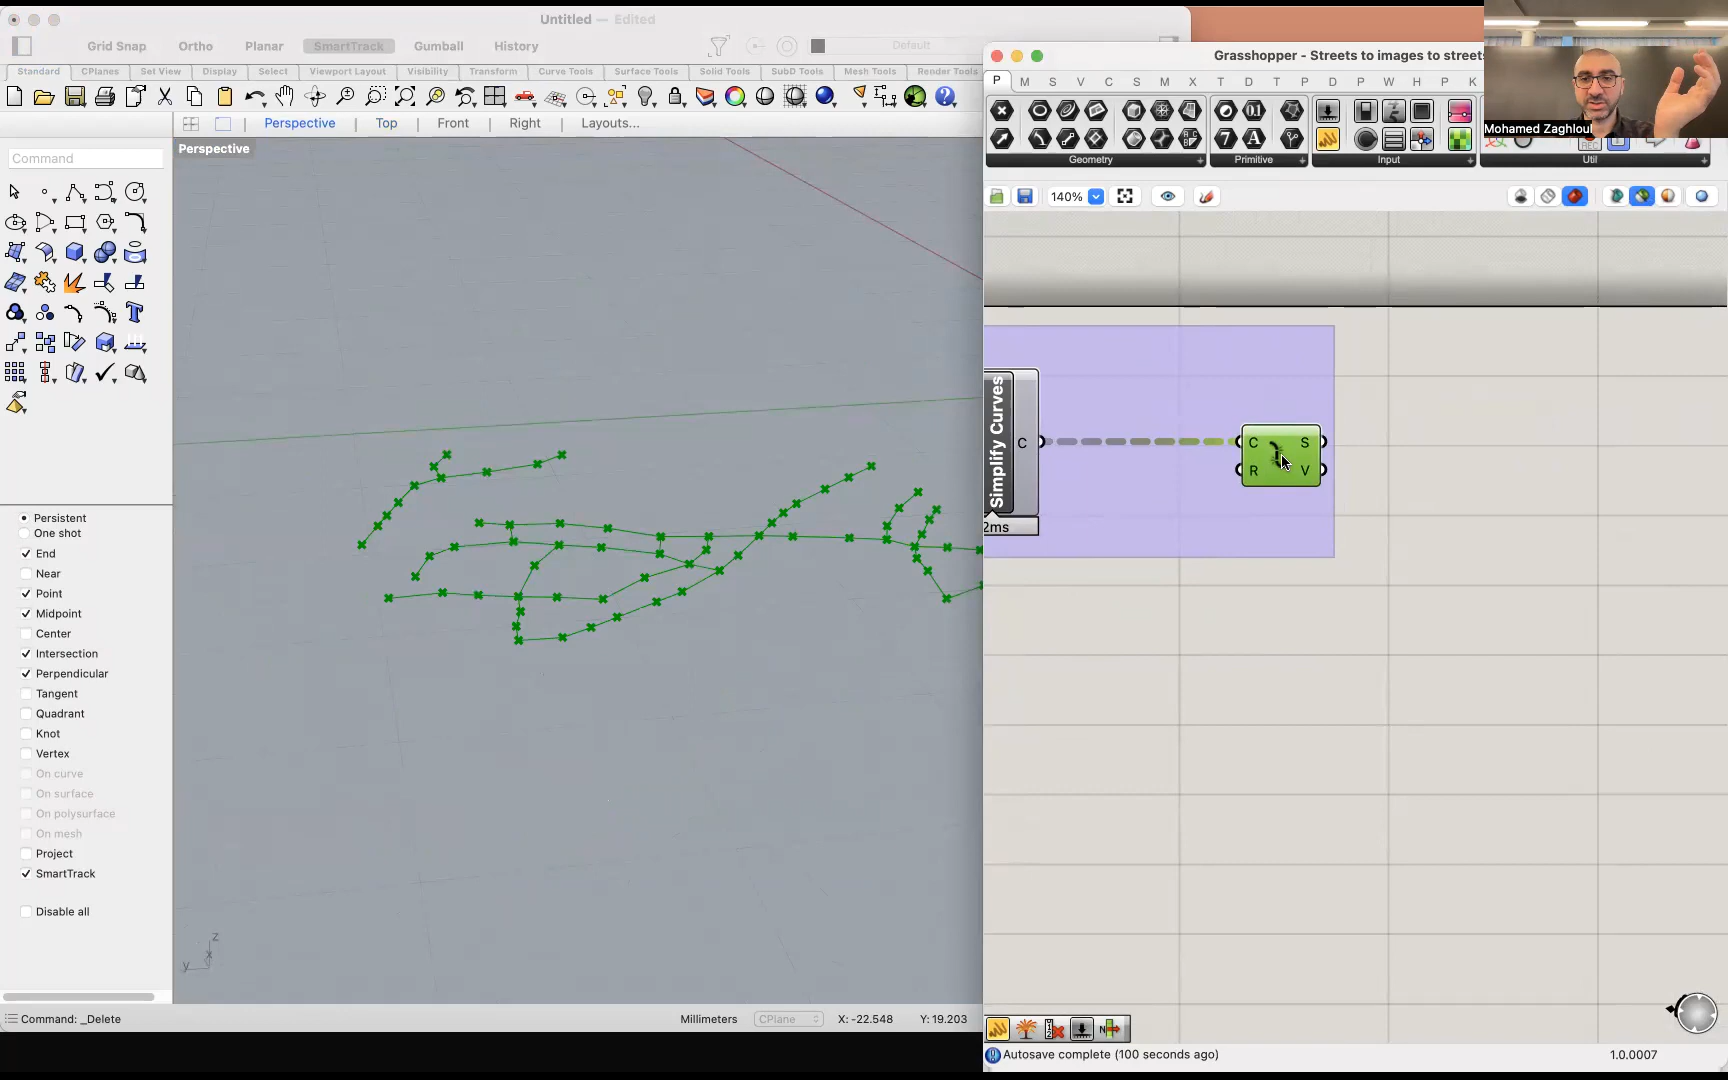 Untitled — Edited
Grid Snap
Ortho
Planar
SmartTrack
Gumball
History
Default
Standard
CPlanes
Set View
Display
Select
Viewport Layout
Visibility
Transform
Curve Tools
Surface Tools
Solid Tools
SubD Tools
Mesh Tools
Render Tools
Perspective
Top
Front
Right
Layouts...
Perspective
Command
Persistent
One shot
End
Near
Point
Midpoint
Center
Intersection
Perpendicular
Tangent
Quadrant
Knot
Vertex
On curve
On surface
On polysurface
On mesh
Project
SmartTrack
Disable all
z
x
y
Command: _Delete
Millimeters
CPlane
X: -22.548
Y: 19.203
Grasshopper - Streets to images to streets
P M S V C S M X T D T P W H P K
Geometry
Primitive
Input
Util
REC
Mohamed Zaghloul
140%
Simplify Curves
C
2ms
C S
R V
Autosave complete (100 seconds ago)
1.0.0007